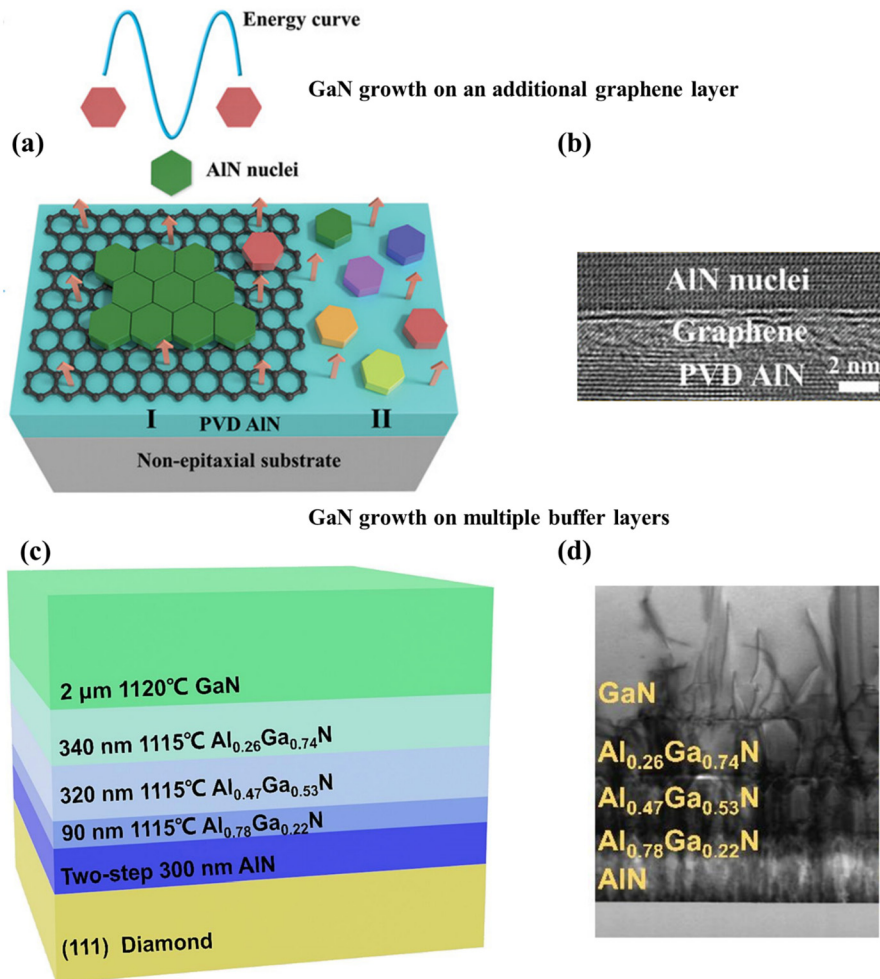 Energy curve
GaN growth on an additional graphene layer
(a)
(b)
AlN nuclei
AlN nuclei
Graphene
PVD AlN
2 nm
I
PVD AlN
II
Non-epitaxial substrate
GaN growth on multiple buffer layers
(c)
(d)
2 μm 1120℃ GaN
340 nm 1115℃ Al₀.₂₆Ga₀.₇₄N
320 nm 1115℃ Al₀.₄₇Ga₀.₅₃N
90 nm 1115℃ Al₀.₇₈Ga₀.₂₂N
Two-step 300 nm AlN
(111) Diamond
GaN
Al₀.₂₆Ga₀.₇₄N
Al₀.₄₇Ga₀.₅₃N
Al₀.₇₈Ga₀.₂₂N
AlN